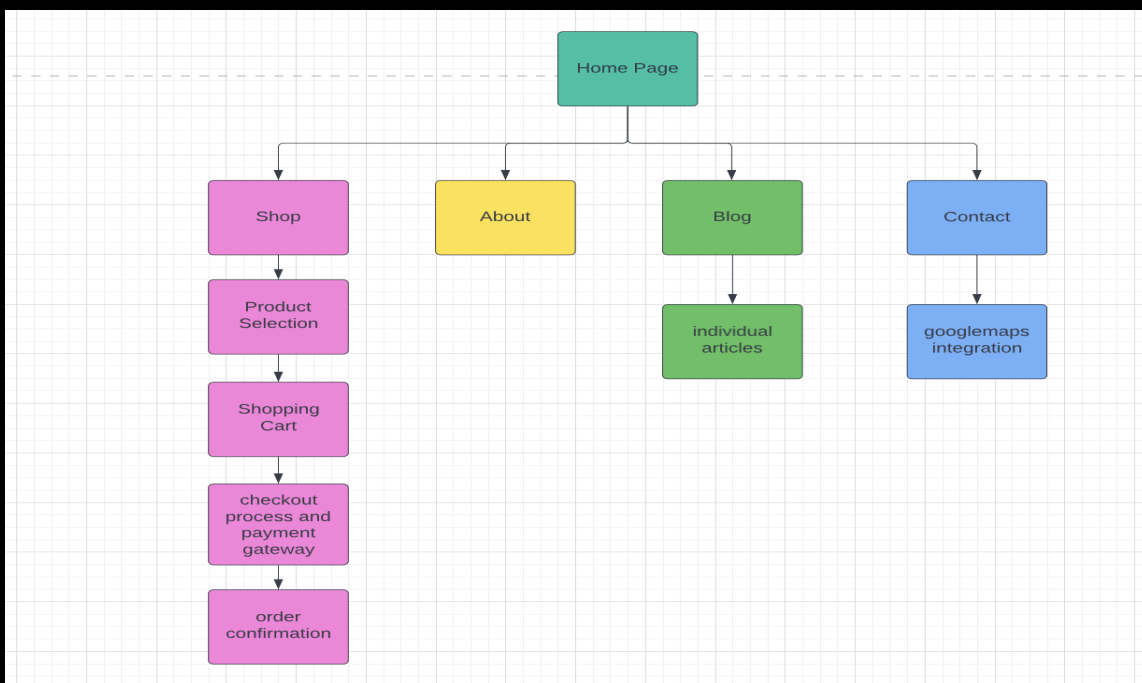 Home Page
Shop
About
Blog
Contact
Product
Selection
individual
articles
googlemaps
integration
Shopping
Cart
checkout
process and
payment
gateway
order
confirmation